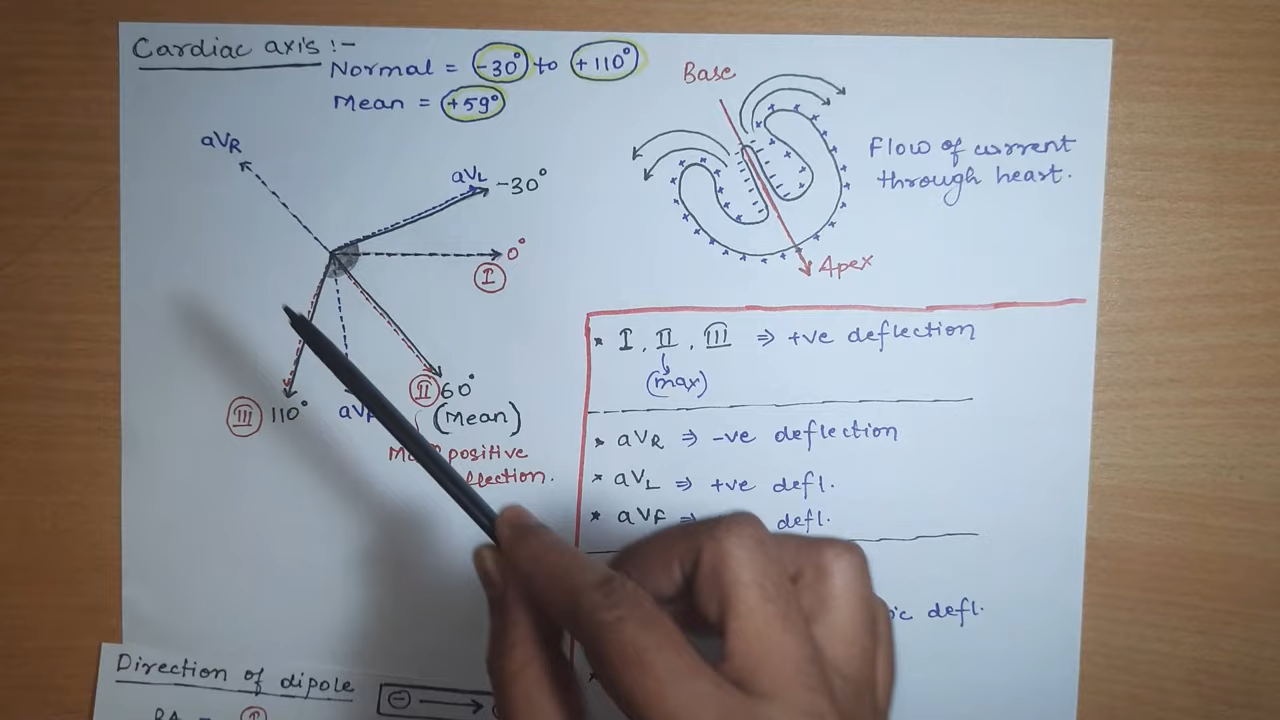 Cardiac axis :-
Normal = -30° to +110°
Mean = +59°
aVR
aVL -30°
0°
I
II 60°
(Mean)
III 110°
positive
Base
Apex
Flow of current
through heart.
* I, II, III ⇒ +ve deflection
(max)
* aVR ⇒ -ve deflection
* aVL ⇒ +ve defl.
* aVF ⇒ defl.
defl.
Direction of dipole
⊖ →
RA - I